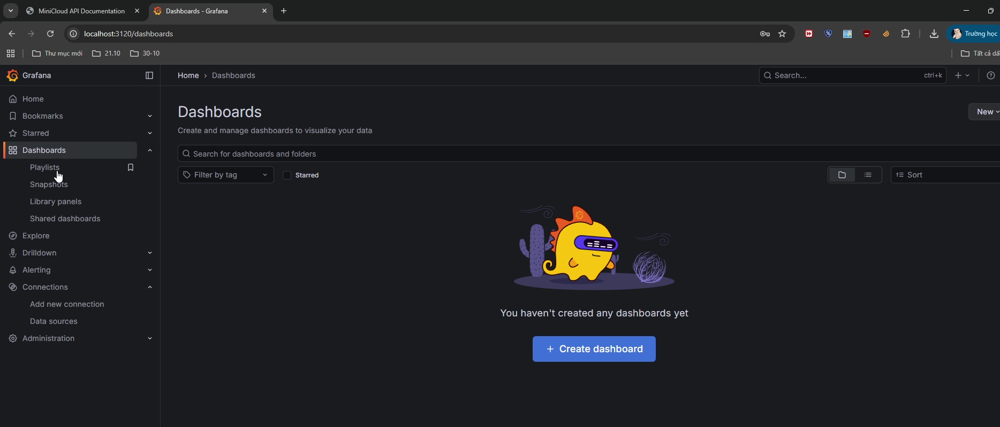 MiniCloud API Documentation
Dashboards - Grafana
localhost:3120/dashboards
Trường học
Thư mục mới
21.10
30-10
Tất cả dấ
Grafana
Home › Dashboards
Search...
ctrl+k
Home
Bookmarks
Starred
Dashboards
Playlists
Snapshots
Library panels
Shared dashboards
Explore
Drilldown
Alerting
Connections
Add new connection
Data sources
Administration
Dashboards
New
Create and manage dashboards to visualize your data
Search for dashboards and folders
Filter by tag
Starred
Sort
You haven't created any dashboards yet
+ Create dashboard